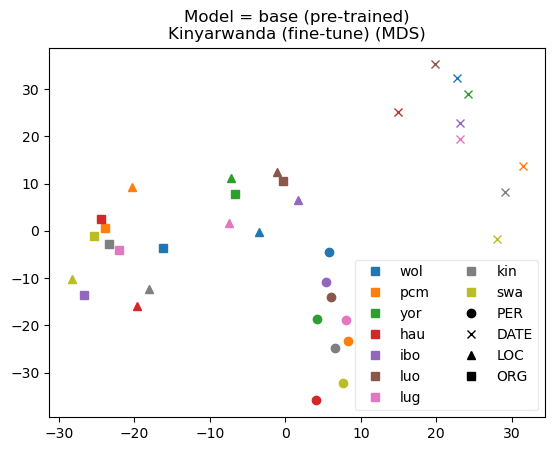 Model = base (pre-trained)
Kinyarwanda (fine-tune) (MDS)
30
20
10
0
−10
−20
−30
−30
−20
−10
0
10
20
30
wol
pcm
yor
hau
ibo
luo
lug
kin
swa
PER
DATE
LOC
ORG